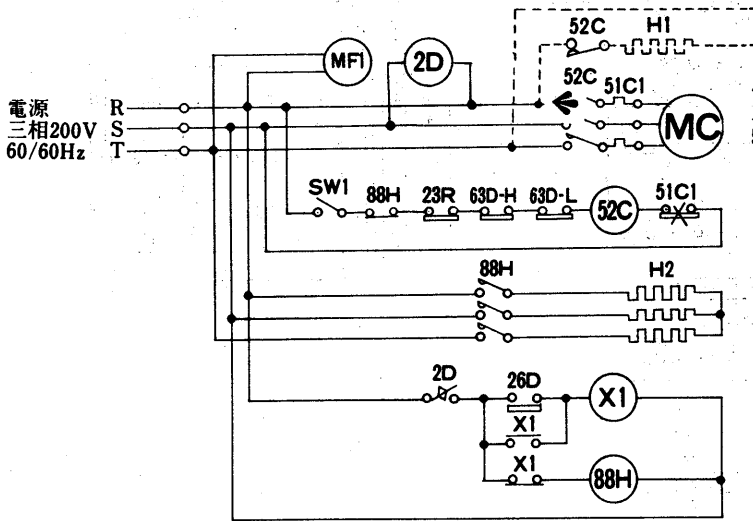 52C H1
MF1 2D 52C 51C1
電源 R
三相200V S
60/60Hz T
MC
SW1 88H 23R 63D-H 63D-L 52C 51C1
88H H2
2D 26D X1
X1
X1 88H